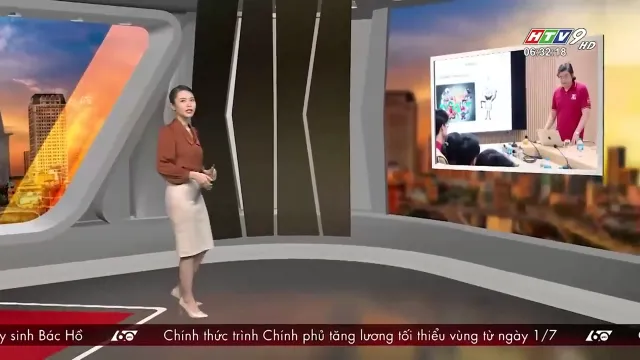 HTV9 HD
06:32:18
y sinh Bác Hồ 60 Chính thức trình Chính phủ tăng lương tối thiểu vùng từ ngày 1/7 60